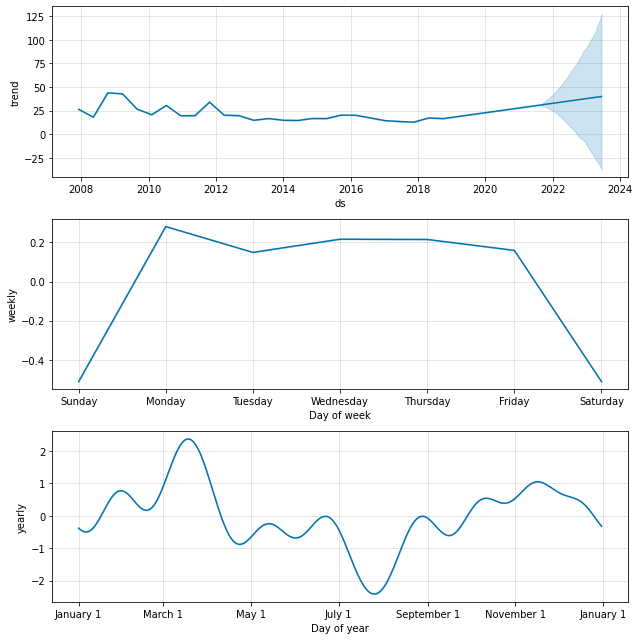 125
100
75
50
25
0
−25
trend
2008 2010 2012 2014 2016 2018 2020 2022 2024
ds
0.2
0.0
−0.2
−0.4
weekly
Sunday Monday Tuesday Wednesday Thursday Friday Saturday
Day of week
2
1
0
−1
−2
yearly
January 1 March 1 May 1 July 1 September 1 November 1 January 1
Day of year